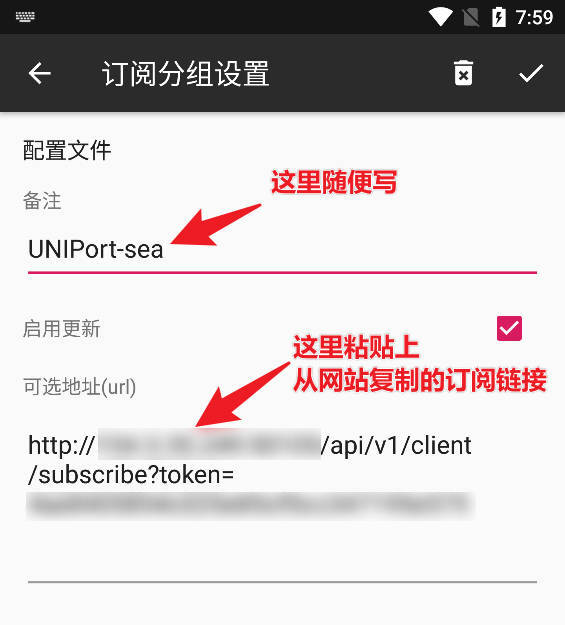 7:59
订阅分组设置
配置文件
这里随便写
备注
UNIPort-sea
启用更新
这里粘贴上
从网站复制的订阅链接
可选地址(url)
http://
/api/v1/client
/subscribe?token=